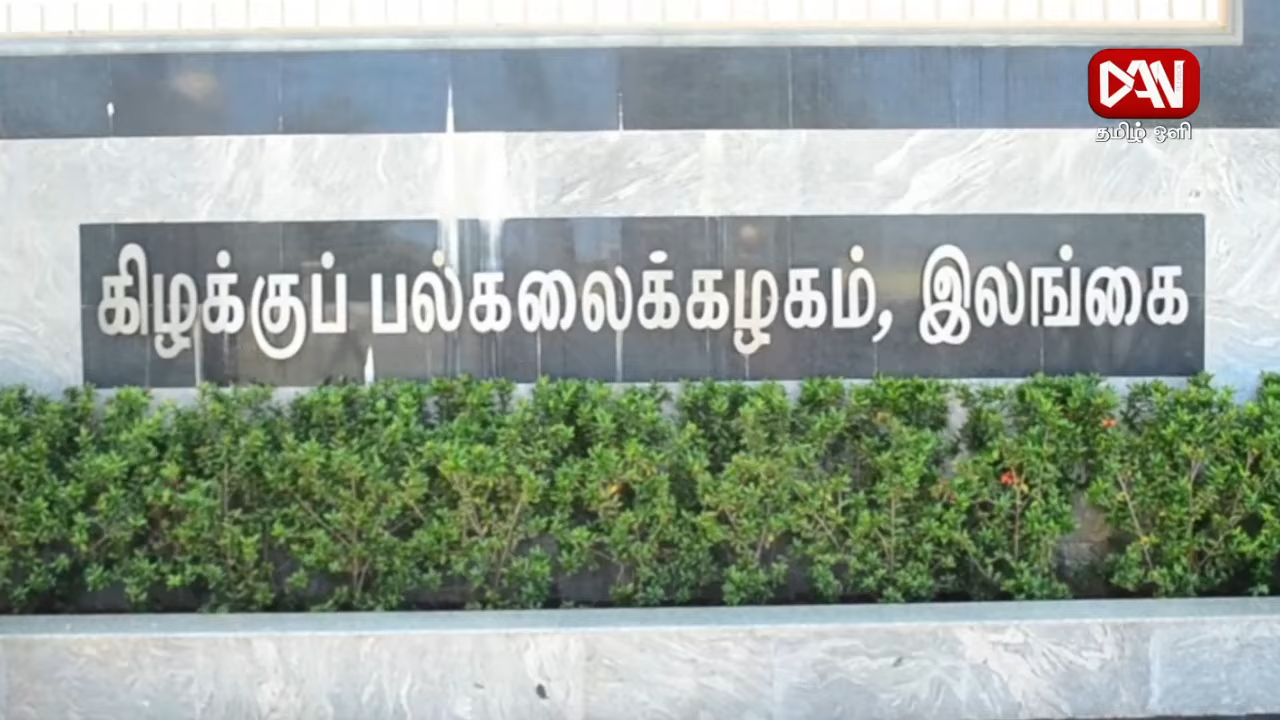 DAN
தமிழ் ஒளி
கிழக்குப் பல்கலைக்கழகம், இலங்கை